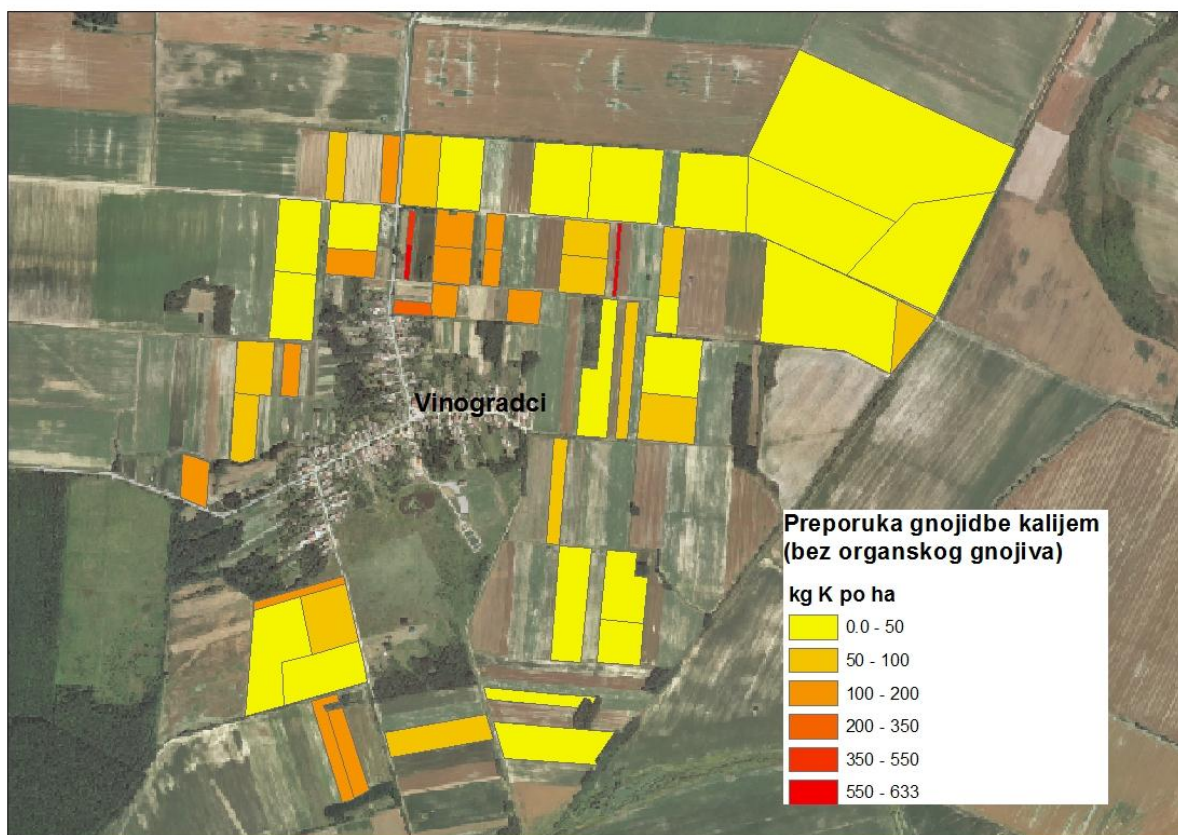 Vinogradci
Preporuka gnojidbe kalijem
(bez organskog gnojiva)
kg K po ha
0.0 - 50
50 - 100
100 - 200
200 - 350
350 - 550
550 - 633